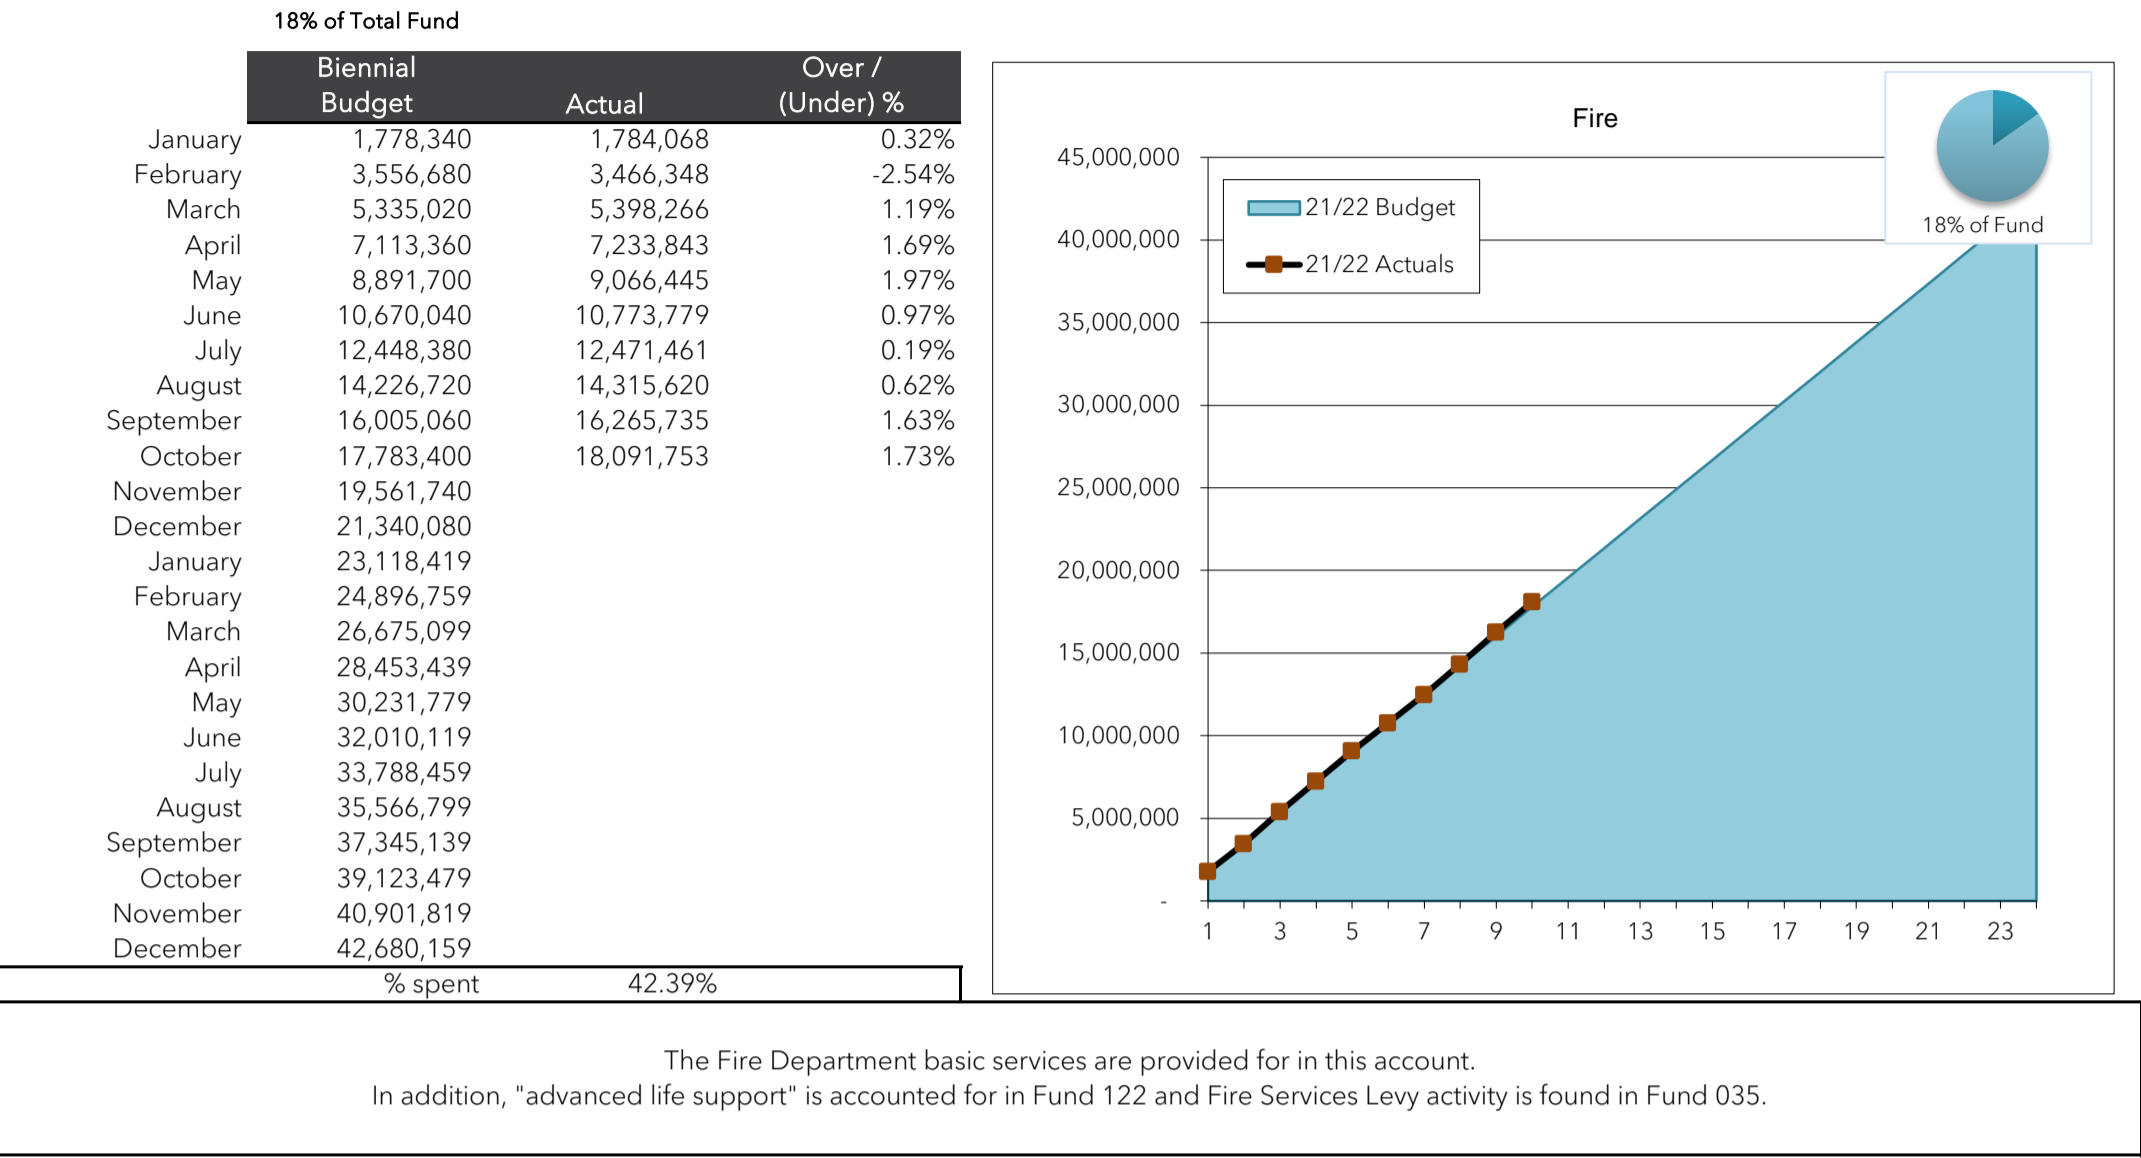 18% of Total Fund
Biennial Budget Actual Over / (Under) %
January 1,778,340 1,784,068 0.32%
February 3,556,680 3,466,348 -2.54%
March 5,335,020 5,398,266 1.19%
April 7,113,360 7,233,843 1.69%
May 8,891,700 9,066,445 1.97%
June 10,670,040 10,773,779 0.97%
July 12,448,380 12,471,461 0.19%
August 14,226,720 14,315,620 0.62%
September 16,005,060 16,265,735 1.63%
October 17,783,400 18,091,753 1.73%
November 19,561,740
December 21,340,080
January 23,118,419
February 24,896,759
March 26,675,099
April 28,453,439
May 30,231,779
June 32,010,119
July 33,788,459
August 35,566,799
September 37,345,139
October 39,123,479
November 40,901,819
December 42,680,159
% spent 42.39%
Fire
18% of Fund
21/22 Budget
21/22 Actuals
45,000,000
40,000,000
35,000,000
30,000,000
25,000,000
20,000,000
15,000,000
10,000,000
5,000,000
-
1 3 5 7 9 11 13 15 17 19 21 23
The Fire Department basic services are provided for in this account.
In addition, "advanced life support" is accounted for in Fund 122 and Fire Services Levy activity is found in Fund 035.